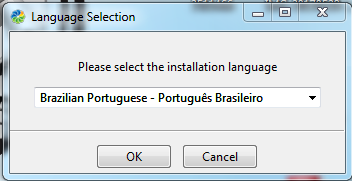 Language Selection
Please select the installation language
Brazilian Portuguese - Português Brasileiro
OK
Cancel